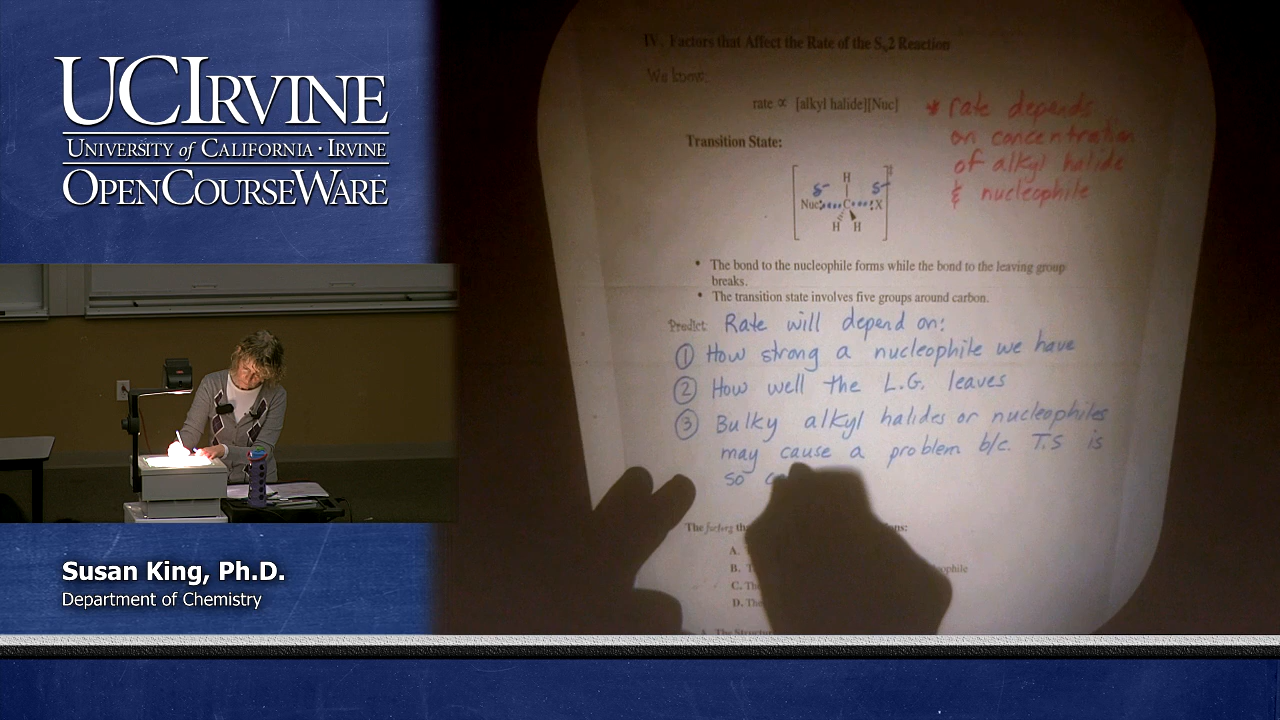 UCIRVINE
UNIVERSITY of CALIFORNIA · IRVINE
OPENCOURSEWARE
Susan King, Ph.D.
Department of Chemistry
IV. Factors that Affect the Rate of the SN2 Reaction
We know:
rate ∝ [alkyl halide][Nuc]
* rate depends
on concentration
of alkyl halide
& nucleophile
Transition State:
H
δ- δ-
Nuc C X
H H
‡
• The bond to the nucleophile forms while the bond to the leaving group
breaks.
• The transition state involves five groups around carbon.
Predict: Rate will depend on:
① How strong a nucleophile we have
② How well the L.G. leaves
③ Bulky alkyl halides or nucleophiles
may cause a problem b/c. T.S is
so
The
A.
B.
C.
D.
A. The